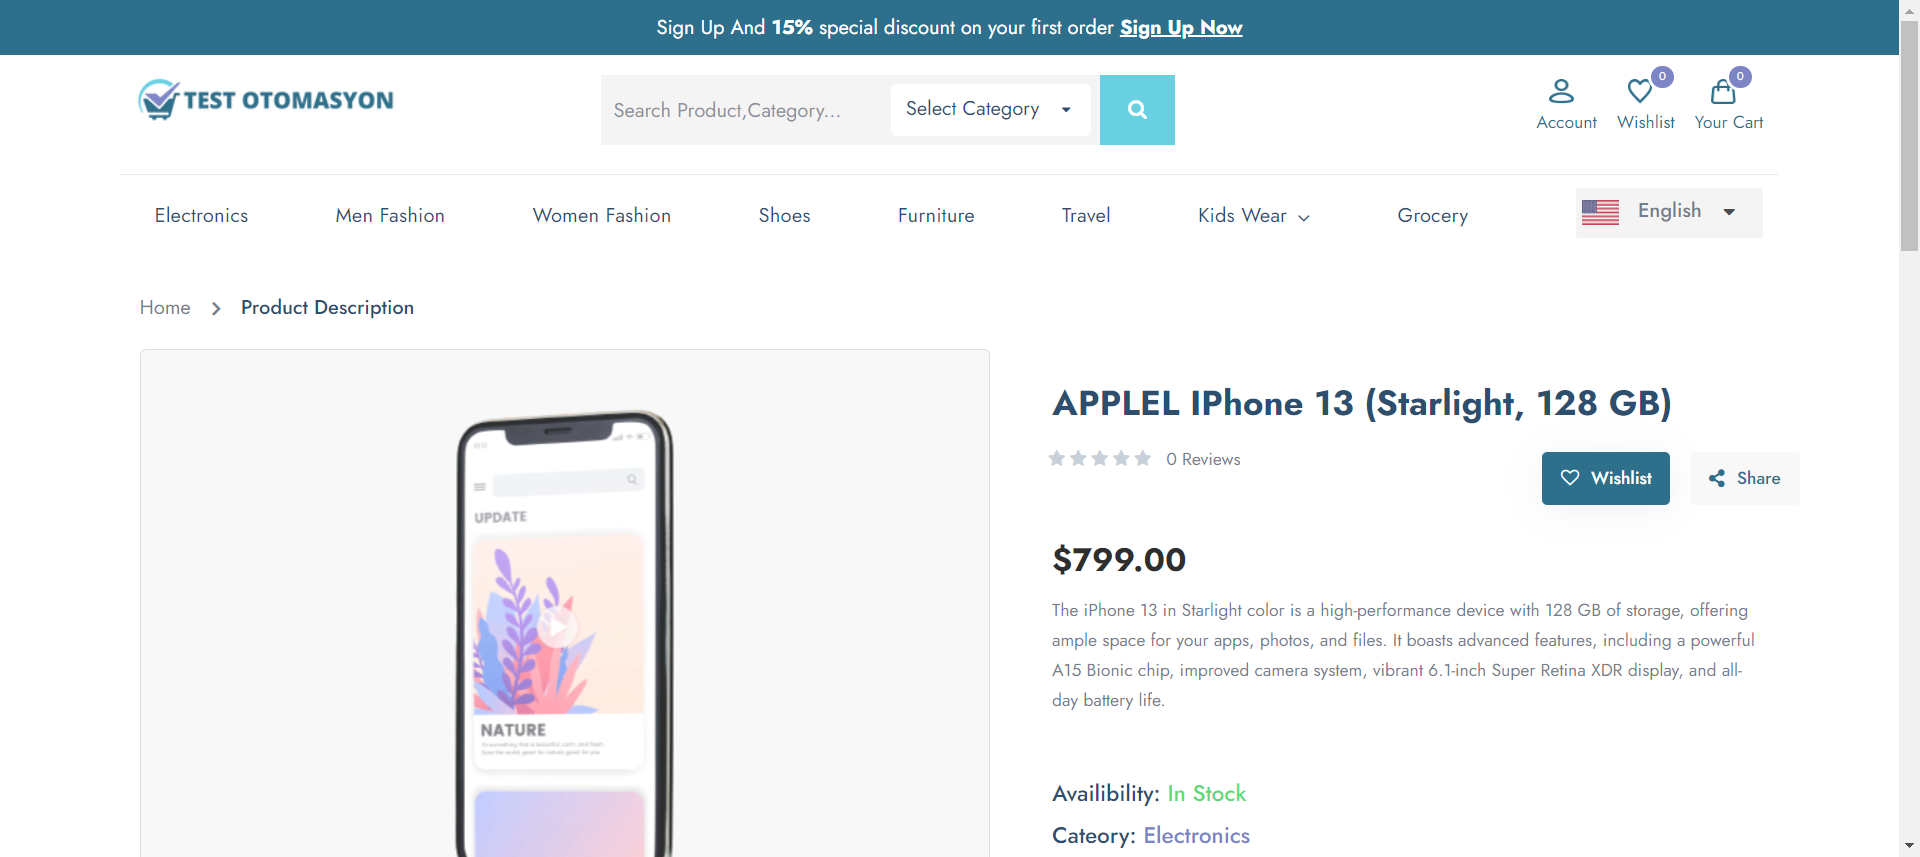 Sign Up And 15% special discount on your first order Sign Up Now
TEST OTOMASYON
Search Product,Category...
Select Category
0
0
Account
Wishlist
Your Cart
Electronics
Men Fashion
Women Fashion
Shoes
Furniture
Travel
Kids Wear
Grocery
English
Home
Product Description
UPDATE
NATURE
APPLEL IPhone 13 (Starlight, 128 GB)
0 Reviews
Wishlist
Share
$799.00
The iPhone 13 in Starlight color is a high-performance device with 128 GB of storage, offering
ample space for your apps, photos, and files. It boasts advanced features, including a powerful
A15 Bionic chip, improved camera system, vibrant 6.1-inch Super Retina XDR display, and all-
day battery life.
Availibility: In Stock
Cateory: Electronics